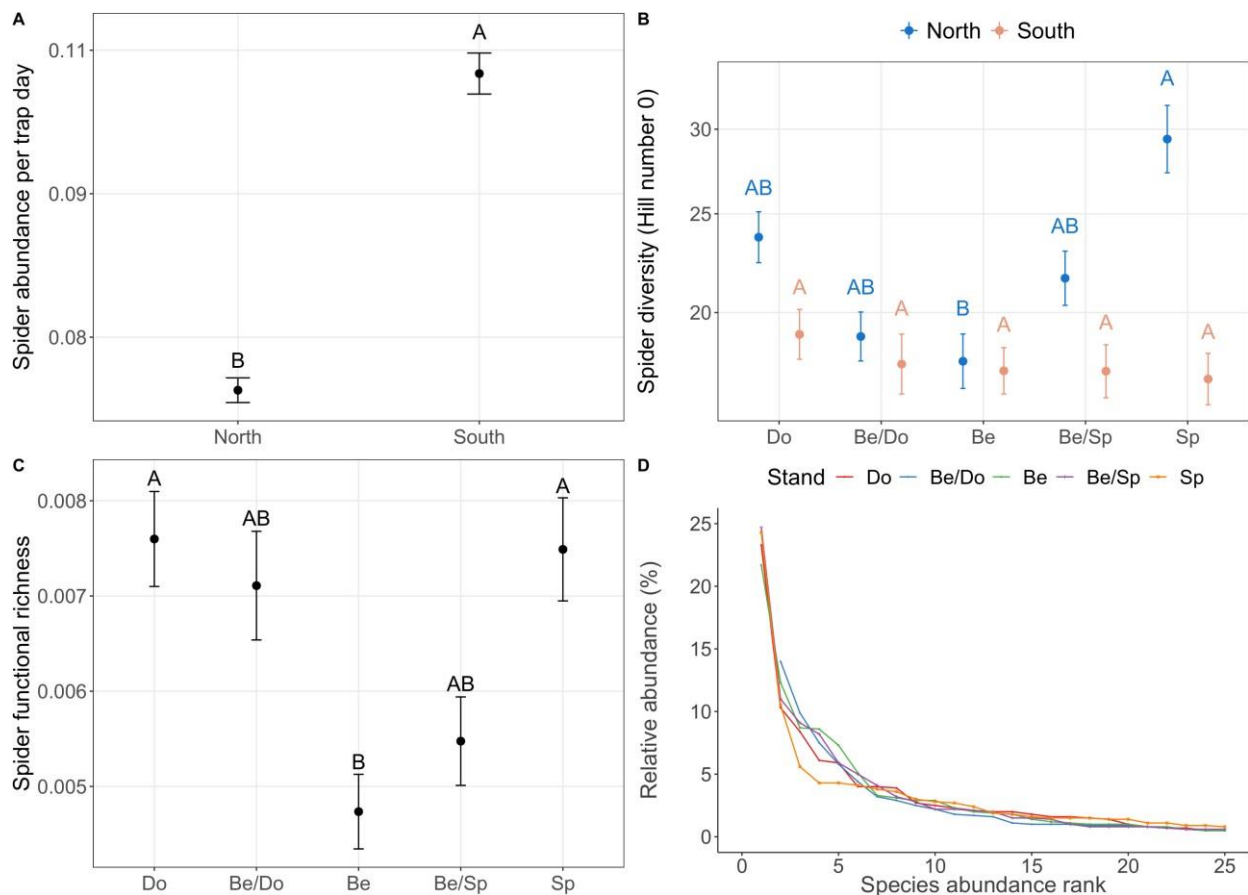 A
Spider abundance per trap day
0.11
0.09
0.08
A
B
North South
B
North South
Spider diversity (Hill number 0)
30
25
20
AB A
AB A
B A
AB A
A A
Do Be/Do Be Be/Sp Sp
C
Spider functional richness
0.008
0.007
0.006
0.005
A
AB
B
AB
A
Do Be/Do Be Be/Sp Sp
D
Stand Do Be/Do Be Be/Sp Sp
Relative abundance (%)
25
20
15
10
5
0
0 5 10 15 20 25
Species abundance rank